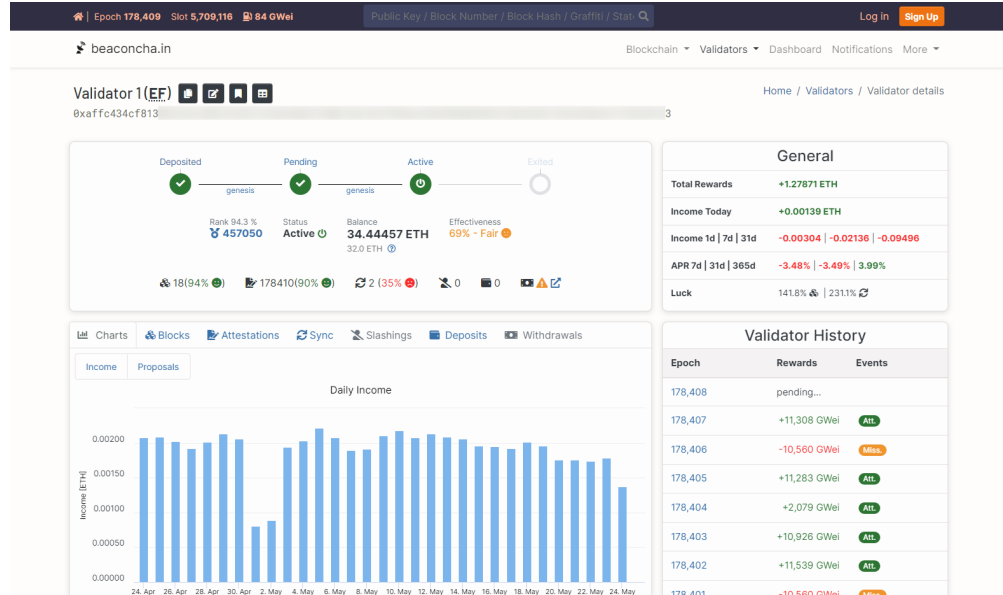 Epoch 178,409 Slot 5,709,116 84 GWei
Public Key / Block Number / Block Hash / Graffiti / Stat
Log in
Sign Up
beaconcha.in
Blockchain Validators Dashboard Notifications More
Validator 1 (EF)
Home / Validators / Validator details
0xaffc434cf813 3
Deposited Pending Active Exited
genesis genesis
Rank 94.3 % Status Balance Effectiveness
457050 Active 34.44457 ETH 69% - Fair
32.0 ETH
18(94% ) 178410(90% ) 2 (35% ) 0 0
General
Total Rewards +1.27871 ETH
Income Today +0.00139 ETH
Income 1d | 7d | 31d -0.00304 | -0.02136 | -0.09496
APR 7d | 31d | 365d -3.48% | -3.49% | 3.99%
Luck 141.8% | 231.1%
Charts Blocks Attestations Sync Slashings Deposits Withdrawals
Income Proposals
Daily Income
Income [ETH]
0.00200
0.00150
0.00100
0.00050
0.00000
24. Apr 26. Apr 28. Apr 30. Apr 2. May 4. May 6. May 8. May 10. May 12. May 14. May 16. May 18. May 20. May 22. May 24. May
Validator History
Epoch Rewards Events
178,408 pending...
178,407 +11,308 GWei Att.
178,406 -10,560 GWei Miss.
178,405 +11,283 GWei Att.
178,404 +2,079 GWei Att.
178,403 +10,926 GWei Att.
178,402 +11,539 GWei Att.
178,401 -10,560 GWei Miss.